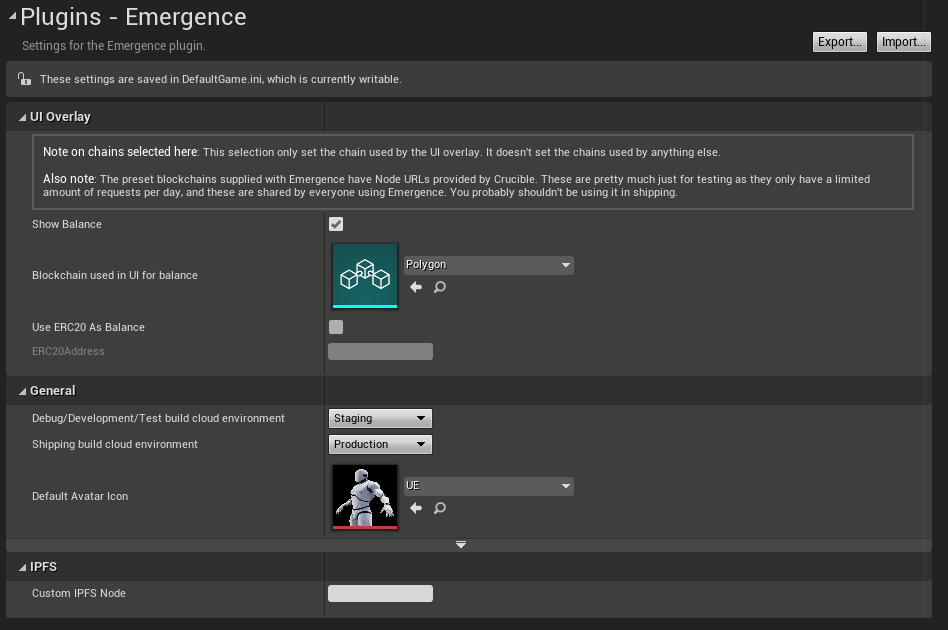 Plugins - Emergence
Settings for the Emergence plugin.
Export...
Import...
These settings are saved in DefaultGame.ini, which is currently writable.
UI Overlay
Note on chains selected here: This selection only set the chain used by the UI overlay. It doesn't set the chains used by anything else.
Also note: The preset blockchains supplied with Emergence have Node URLs provided by Crucible. These are pretty much just for testing as they only have a limited
amount of requests per day, and these are shared by everyone using Emergence. You probably shouldn't be using it in shipping.
Show Balance
Blockchain used in UI for balance
Polygon
Use ERC20 As Balance
ERC20Address
General
Debug/Development/Test build cloud environment
Staging
Shipping build cloud environment
Production
Default Avatar Icon
UE
IPFS
Custom IPFS Node